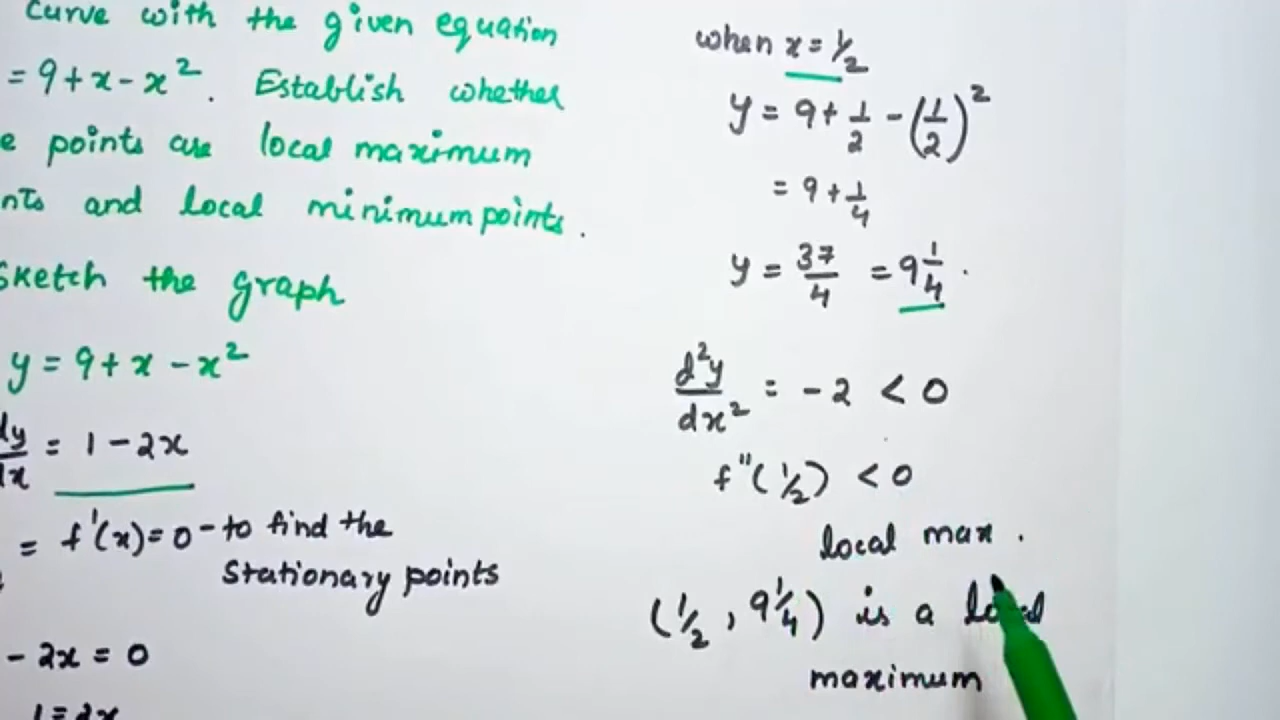 Curve with the given equation
= 9+x-x². Establish whether
e points are local maximum
nts and local minimum points.
Sketch the graph
y = 9+x-x²
dy/dx = 1-2x
= f'(x)=0 - to find the
stationary points
- 2x = 0
1=2x
when x = 1/2
y = 9+1/2-(1/2)²
= 9+1/4
y = 37/4 = 9 1/4.
d²y/dx² = -2 < 0
f"(1/2) < 0
local max.
(1/2, 9 1/4) is a local
maximum